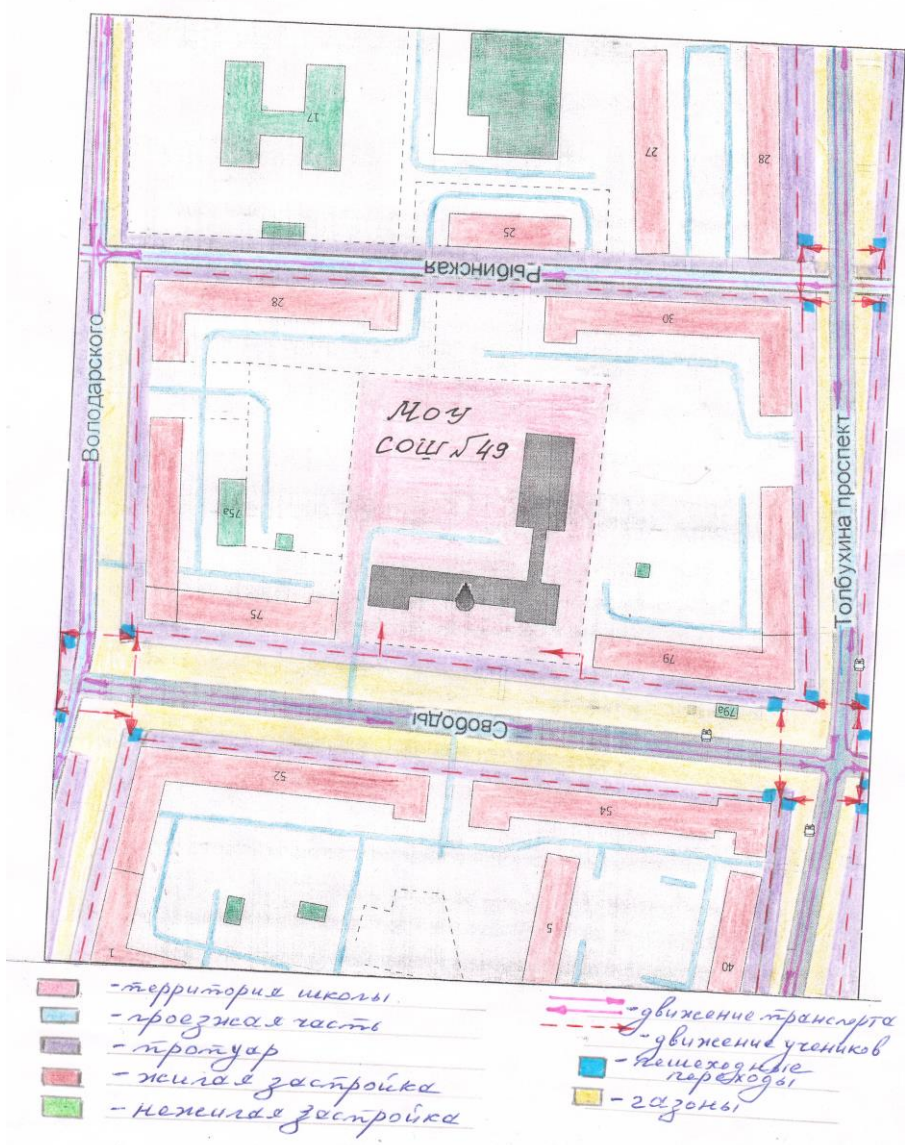 17
27
28
25
Рыбинская
28
30
Володарского
МОУ
СОШ №49
Толбухина проспект
75а
75
79
79а
Свободы
52
54
5
40
1
- территория школы
- проезжая часть
- тротуар
- жилая застройка
- нежилая застройка
- движение транспорта
- движение учеников
- пешеходные
переходы
- газоны